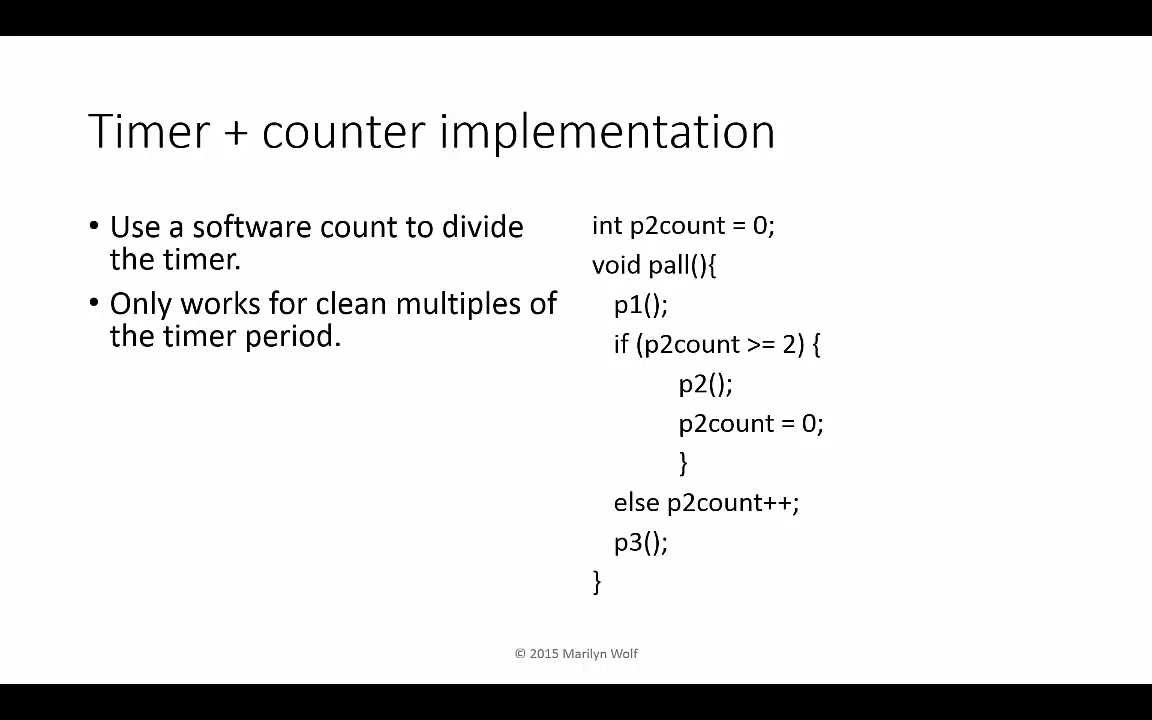 Timer + counter implementation
• Use a software count to divide
the timer.
• Only works for clean multiples of
the timer period.
int p2count = 0;
void pall(){
p1();
if (p2count >= 2) {
p2();
p2count = 0;
}
else p2count++;
p3();
}
© 2015 Marilyn Wolf